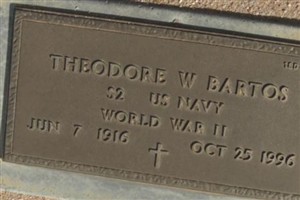 THEODORE W BARTOS
S2 US NAVY
WORLD WAR II
JUN 7 1916 OCT 25 1996